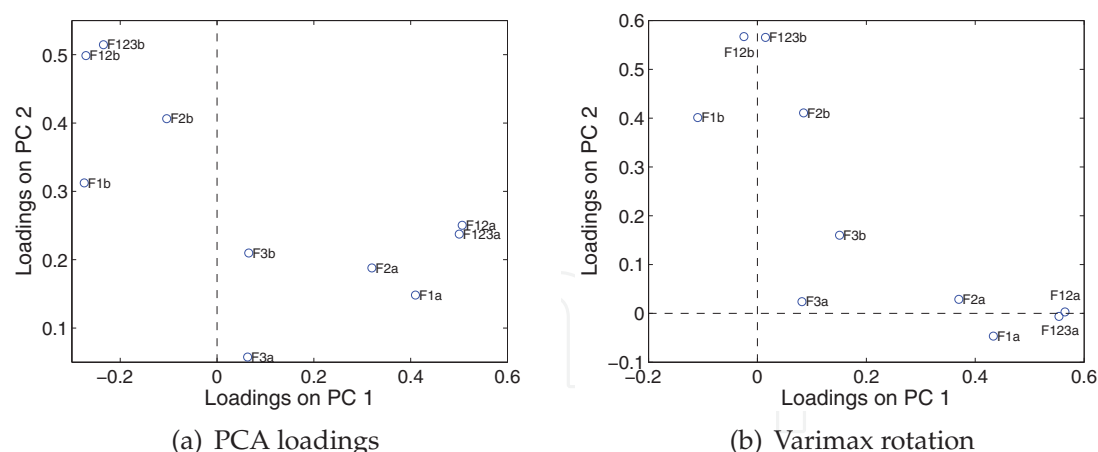 F123b
F12b
F2b
F1b
F12a
F123a
F3b
F2a
F1a
F3a
0.5
0.4
0.3
0.2
0.1
−0.2
0
0.2
0.4
0.6
Loadings on PC 2
Loadings on PC 1
(a) PCA loadings
F12b
F123b
F1b
F2b
F3b
F3a
F2a
F12a
F123a
F1a
0.6
0.5
0.4
0.3
0.2
0.1
0
−0.1
−0.2
0
0.2
0.4
0.6
Loadings on PC 2
Loadings on PC 1
(b) Varimax rotation